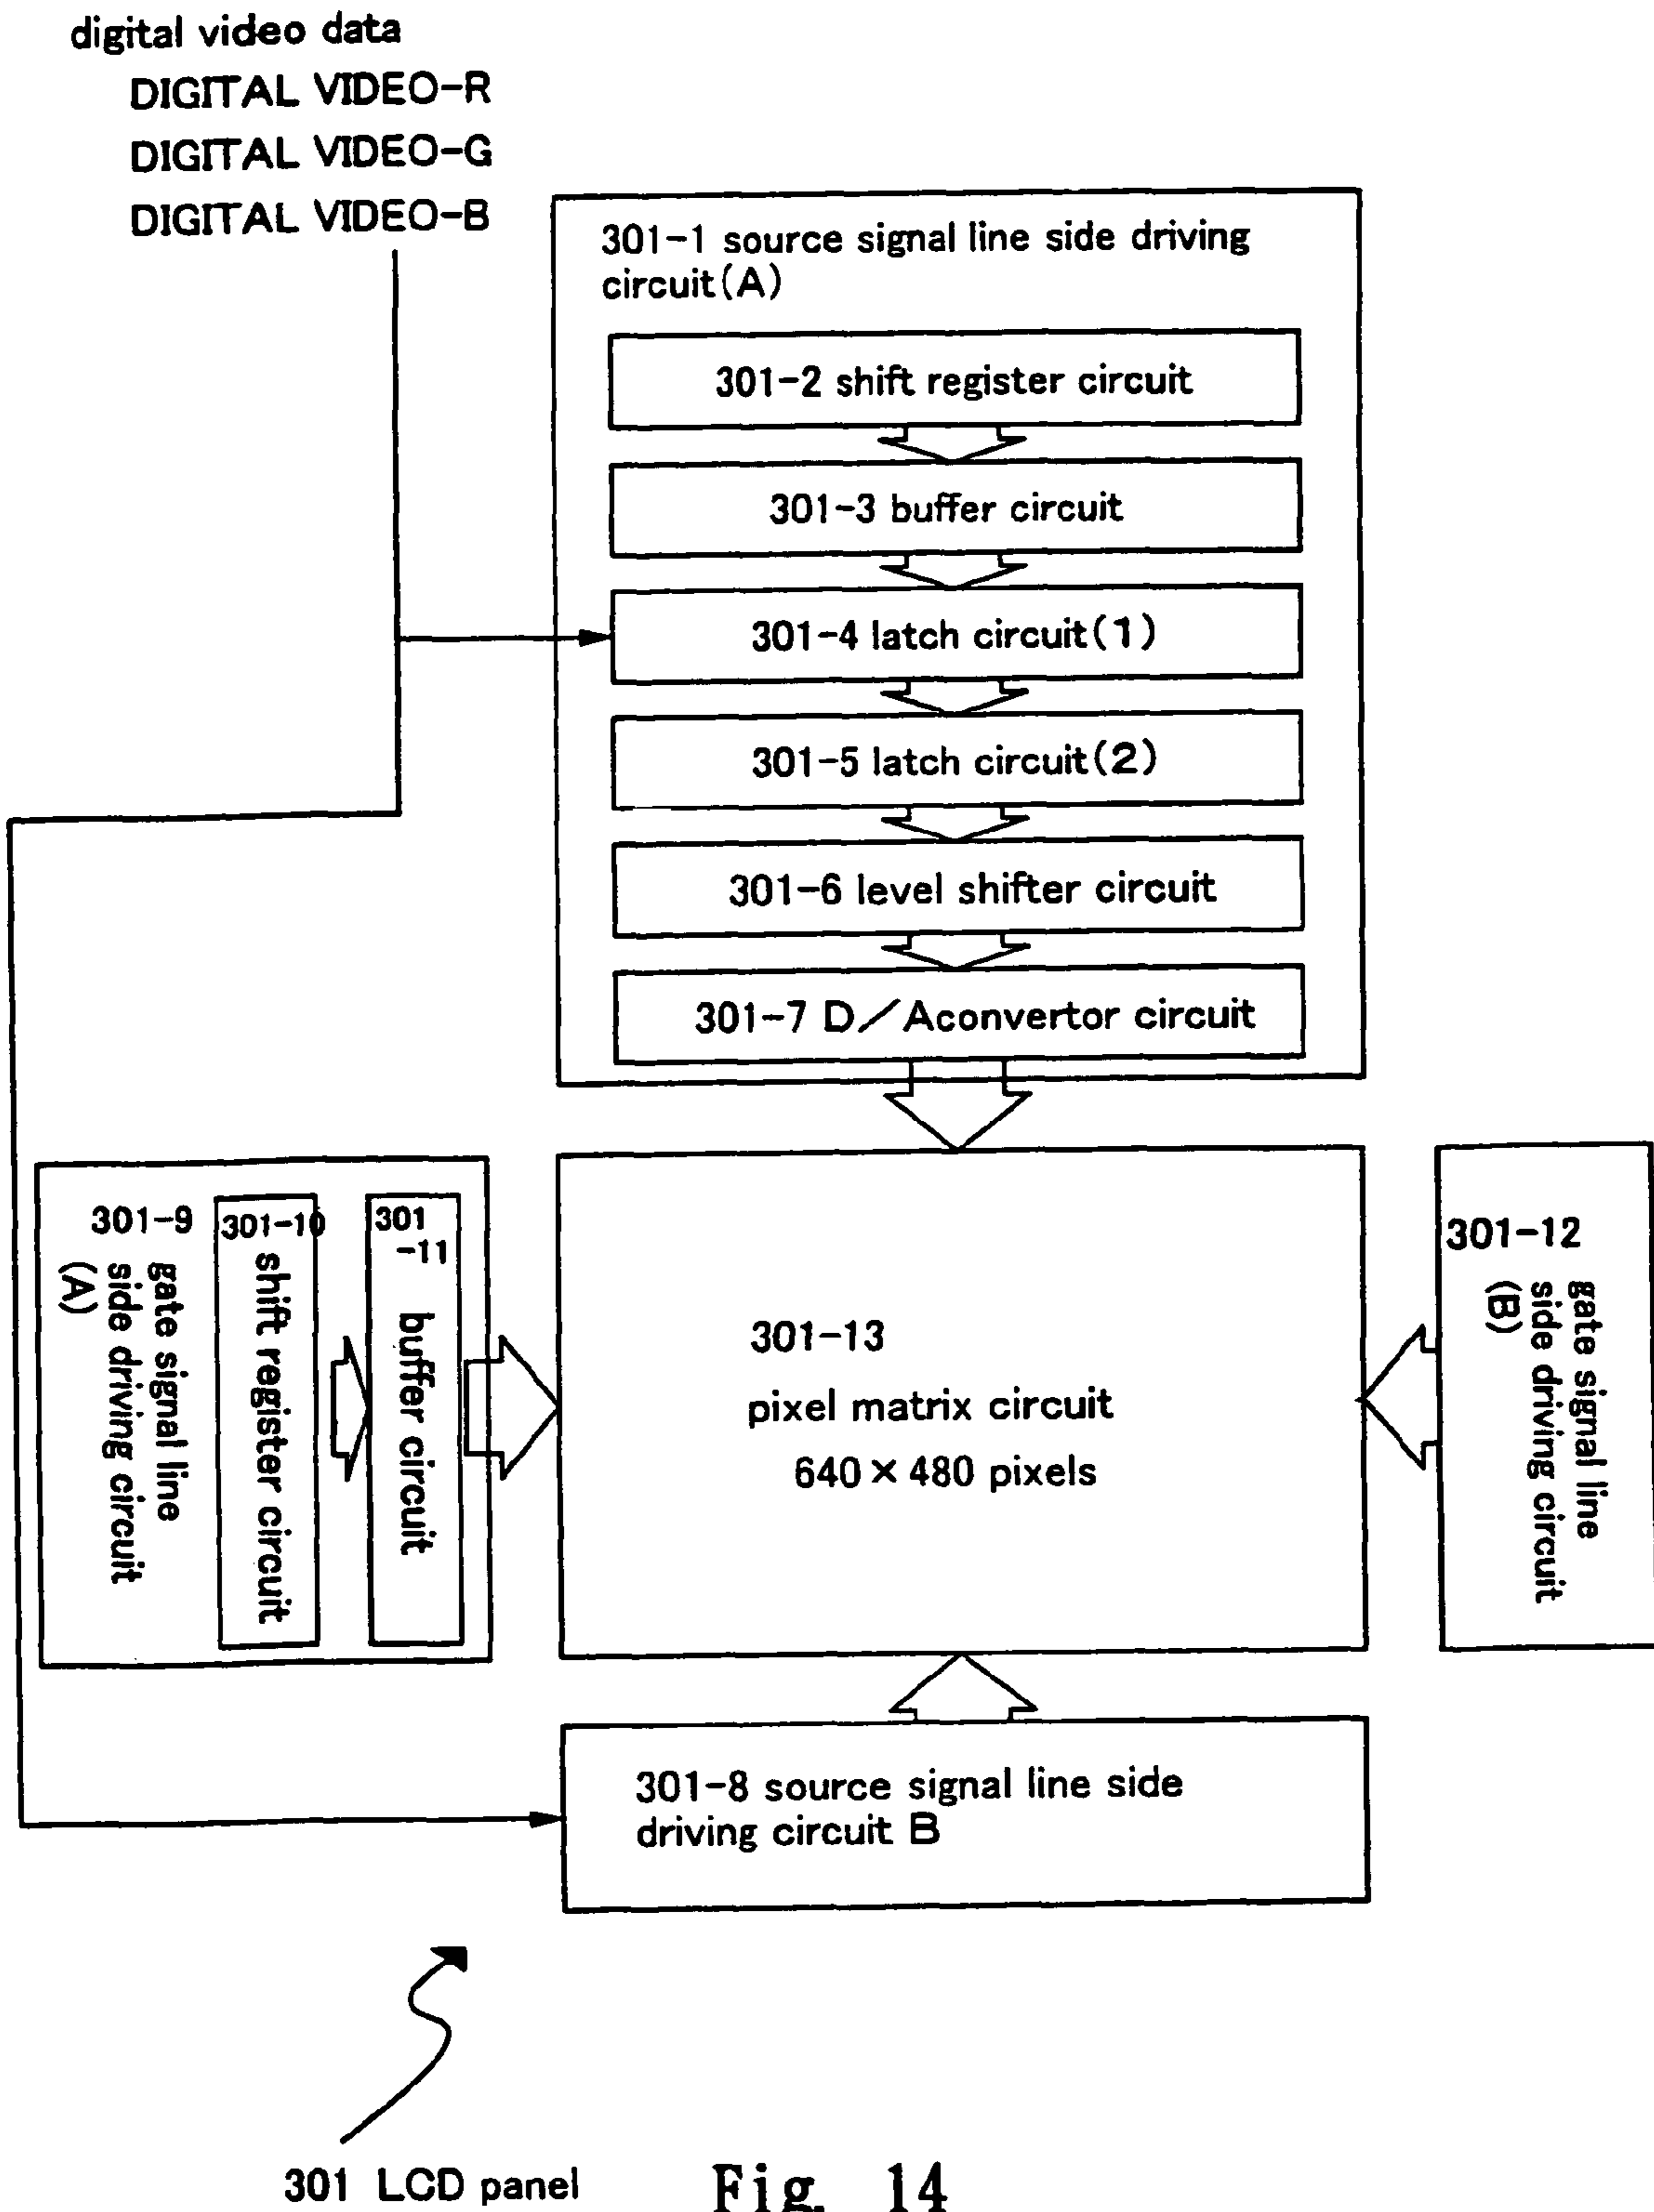 digital video data
DIGITAL VIDEO-R
DIGITAL VIDEO-G
DIGITAL VIDEO-B
301-1 source signal line side driving
circuit(A)
301-2 shift register circuit
301-3 buffer circuit
301-4 latch circuit(1)
301-5 latch circuit(2)
301-6 level shifter circuit
301-7 D/Aconvertor circuit
301-9
gate signal line
side driving circuit
(A)
301-10
shift register circuit
301
-11
buffer circuit
301-13
pixel matrix circuit
640×480 pixels
301-12
gate signal line
side driving circuit
(B)
301-8 source signal line side
driving circuit B
301 LCD panel
Fig. 14